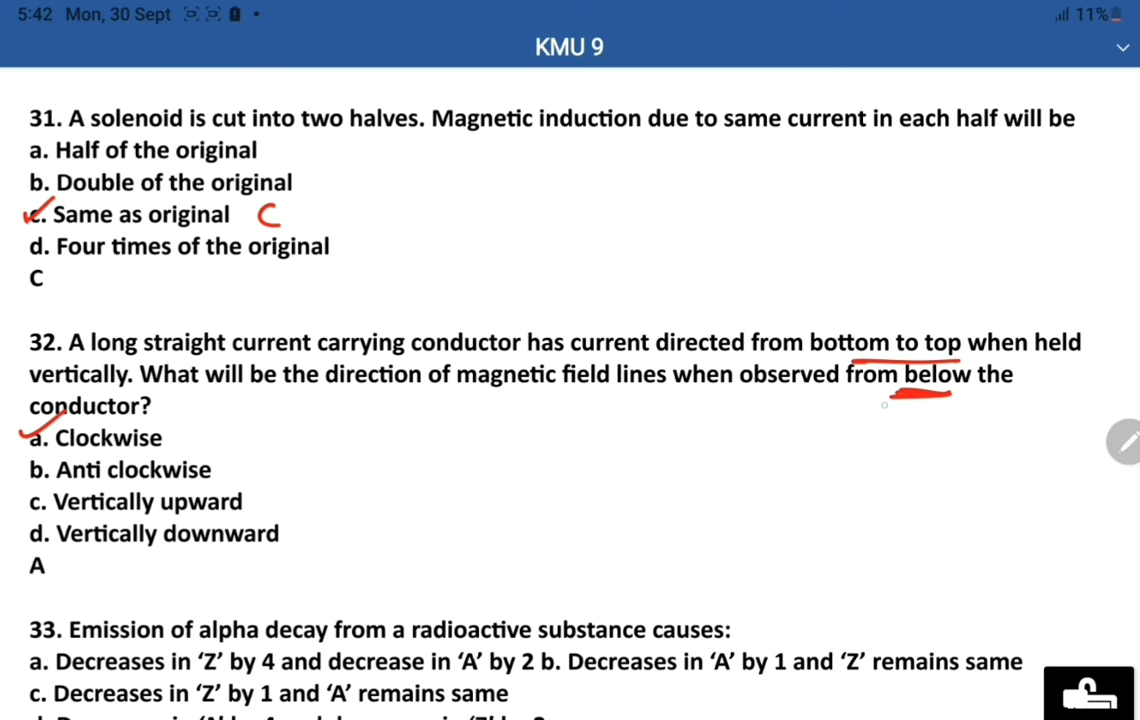 5:42 Mon, 30 Sept 11%
KMU 9
31. A solenoid is cut into two halves. Magnetic induction due to same current in each half will be
a. Half of the original
b. Double of the original
c. Same as original C
d. Four times of the original
C
32. A long straight current carrying conductor has current directed from bottom to top when held
vertically. What will be the direction of magnetic field lines when observed from below the
conductor?
a. Clockwise
b. Anti clockwise
c. Vertically upward
d. Vertically downward
A
33. Emission of alpha decay from a radioactive substance causes:
a. Decreases in ‘Z’ by 4 and decrease in ‘A’ by 2 b. Decreases in ‘A’ by 1 and ‘Z’ remains same
c. Decreases in ‘Z’ by 1 and ‘A’ remains same